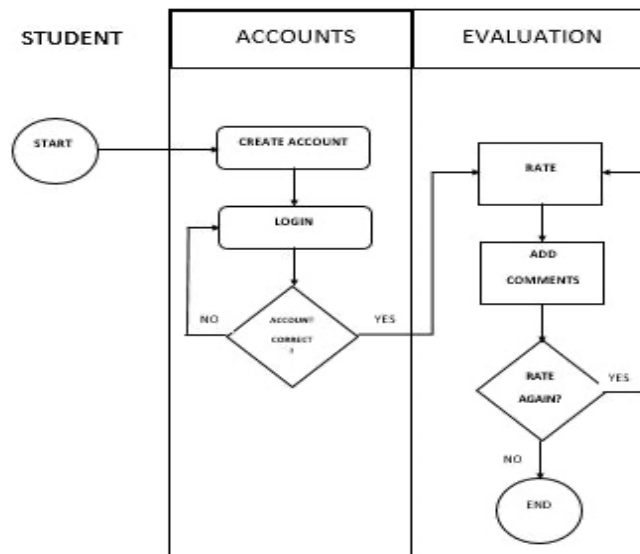 STUDENT
ACCOUNTS
EVALUATION
START
CREATE ACCOUNT
LOGIN
ACCOUNT
CORRECT
?
NO
YES
RATE
ADD
COMMENTS
RATE
AGAIN?
YES
NO
END